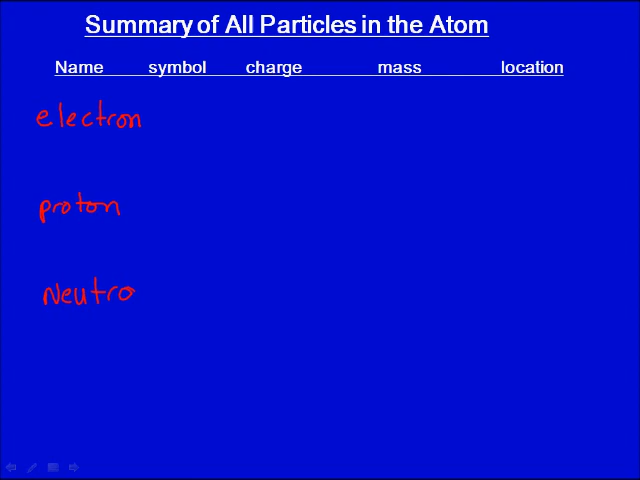 Summary of All Particles in the Atom
Name symbol charge mass location
electron
proton
Neutro